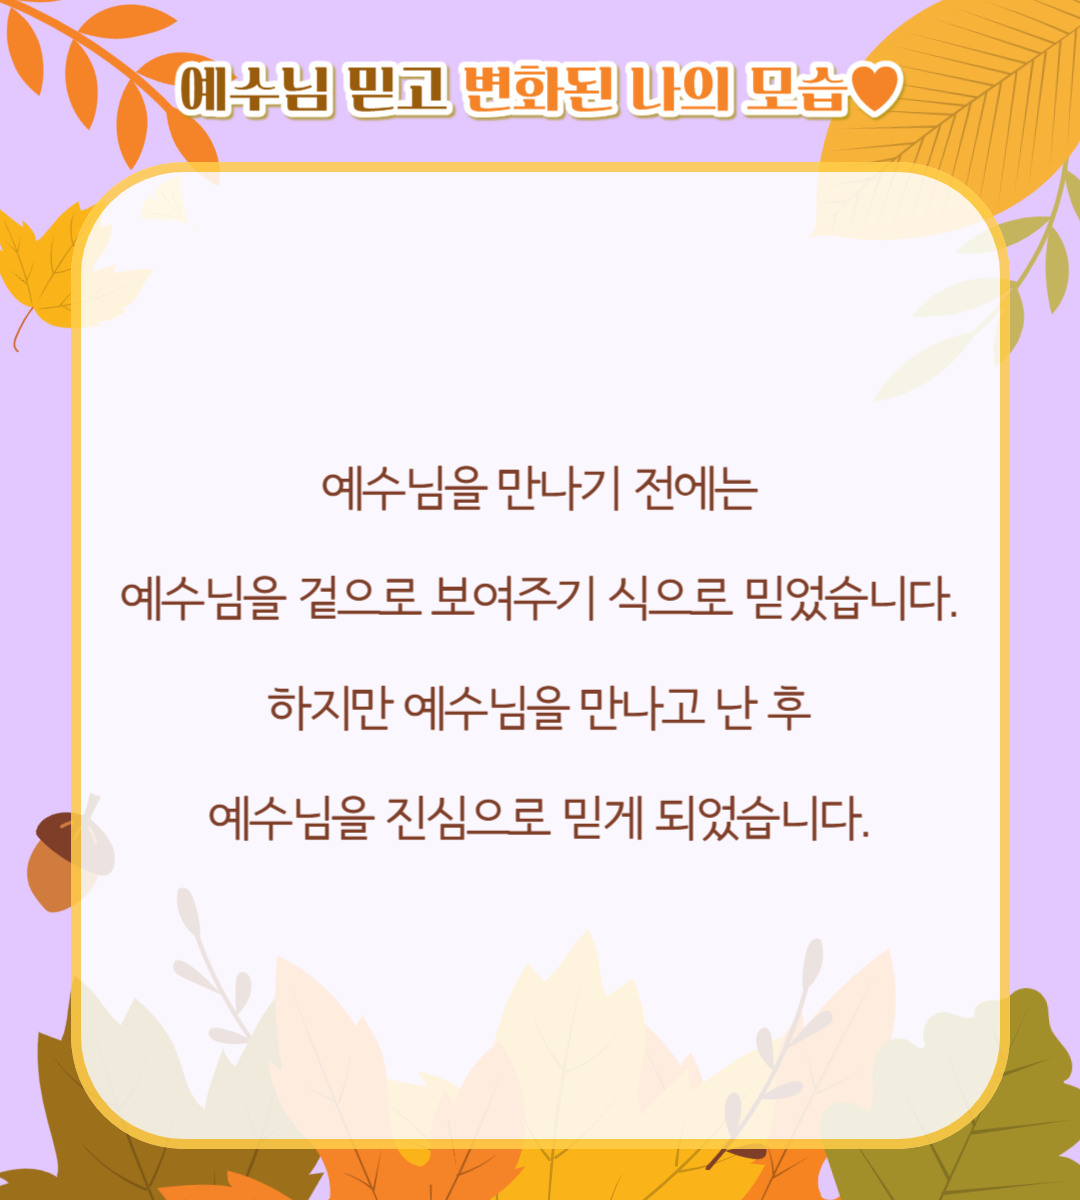 예수님 믿고 변화된 나의 모습♥
예수님을 만나기 전에는
예수님을 겉으로 보여주기 식으로 믿었습니다.
하지만 예수님을 만나고 난 후
예수님을 진심으로 믿게 되었습니다.